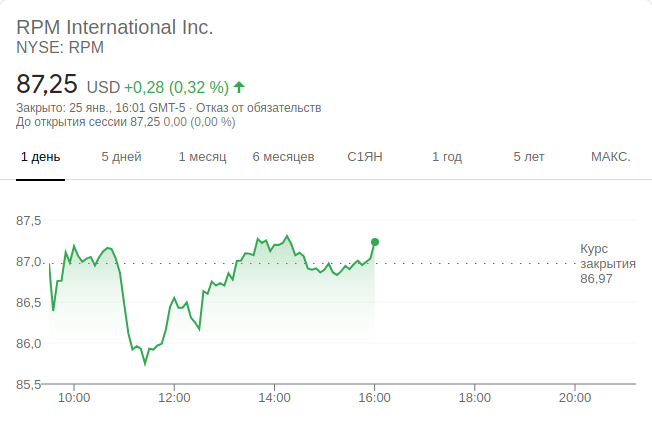 RPM International Inc.
NYSE: RPM
87,25 USD +0,28 (0,32 %)
Закрыто: 25 янв., 16:01 GMT-5 · Отказ от обязательств
До открытия сессии 87,25 0,00 (0,00 %)
1 день 5 дней 1 месяц 6 месяцев С1ЯН 1 год 5 лет МАКС.
87,5
Курс
87,0 закрытия
86,97
86,5
86,0
85,5
10:00 12:00 14:00 16:00 18:00 20:00